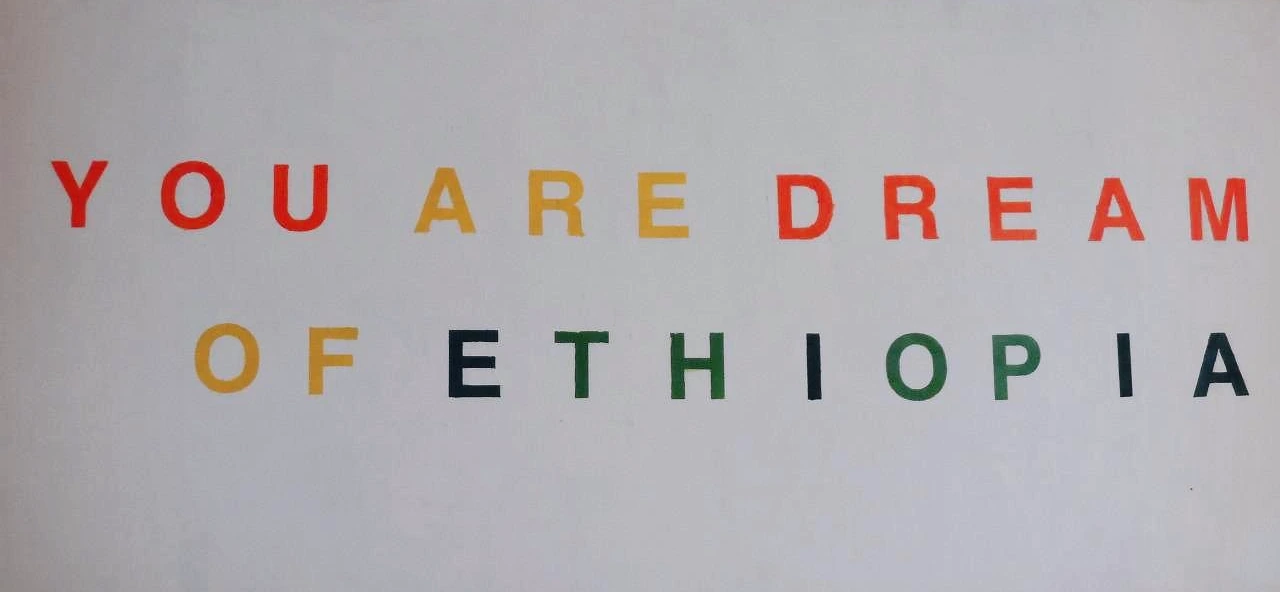 YOU ARE DREAM
OF ETHIOPIA